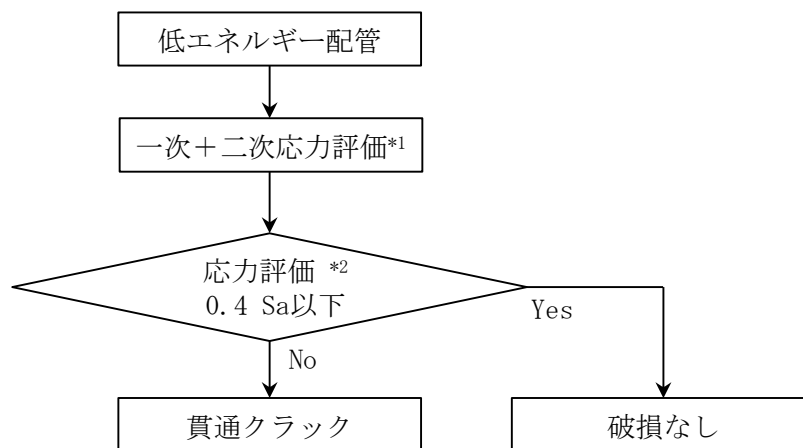 低エネルギー配管
一次＋二次応力評価*1
応力評価 *2
0.4 Sa以下
Yes
No
貫通クラック
破損なし